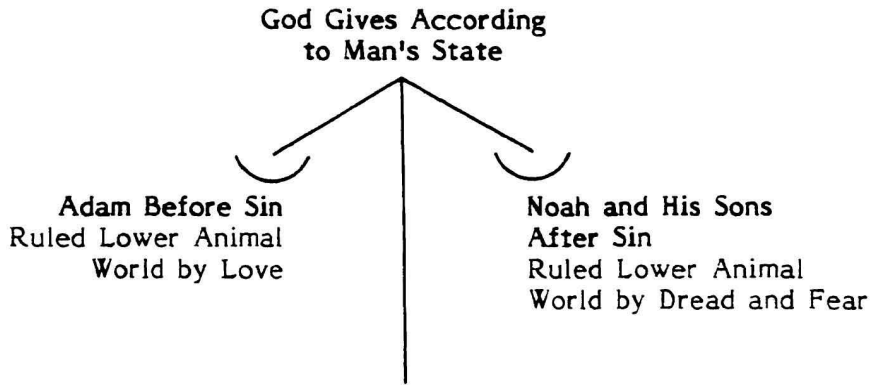 God Gives According
to Man's State
Adam Before Sin
Ruled Lower Animal
World by Love
Noah and His Sons
After Sin
Ruled Lower Animal
World by Dread and Fear